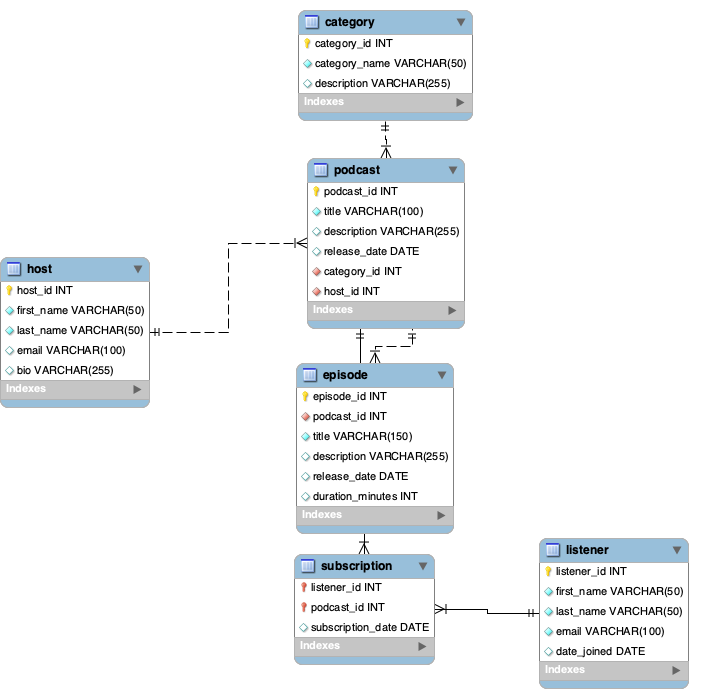 category
category_id INT
category_name VARCHAR(50)
description VARCHAR(255)
Indexes
podcast
podcast_id INT
title VARCHAR(100)
description VARCHAR(255)
release_date DATE
category_id INT
host_id INT
Indexes
host
host_id INT
first_name VARCHAR(50)
last_name VARCHAR(50)
email VARCHAR(100)
bio VARCHAR(255)
Indexes
episode
episode_id INT
podcast_id INT
title VARCHAR(150)
description VARCHAR(255)
release_date DATE
duration_minutes INT
Indexes
subscription
listener_id INT
podcast_id INT
subscription_date DATE
Indexes
listener
listener_id INT
first_name VARCHAR(50)
last_name VARCHAR(50)
email VARCHAR(100)
date_joined DATE
Indexes